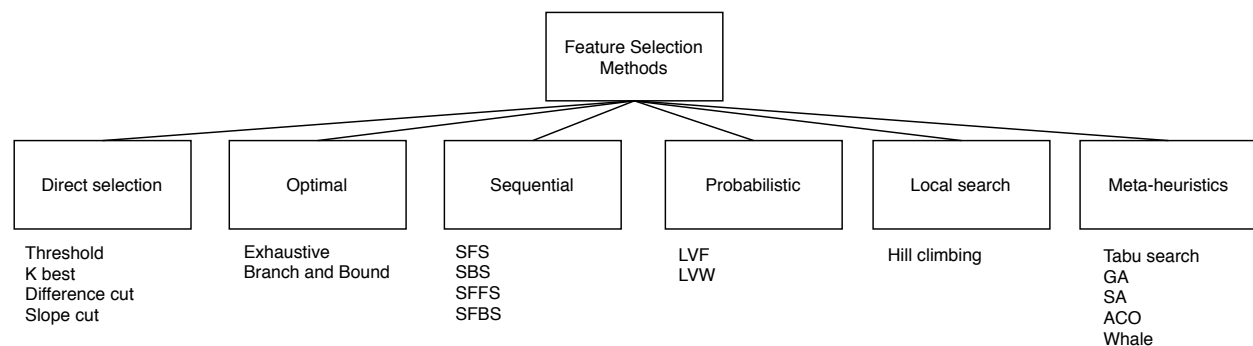 Feature Selection
Methods
Direct selection
Optimal
Sequential
Probabilistic
Local search
Meta-heuristics
Threshold
K best
Difference cut
Slope cut
Exhaustive
Branch and Bound
SFS
SBS
SFFS
SFBS
LVF
LVW
Hill climbing
Tabu search
GA
SA
ACO
Whale